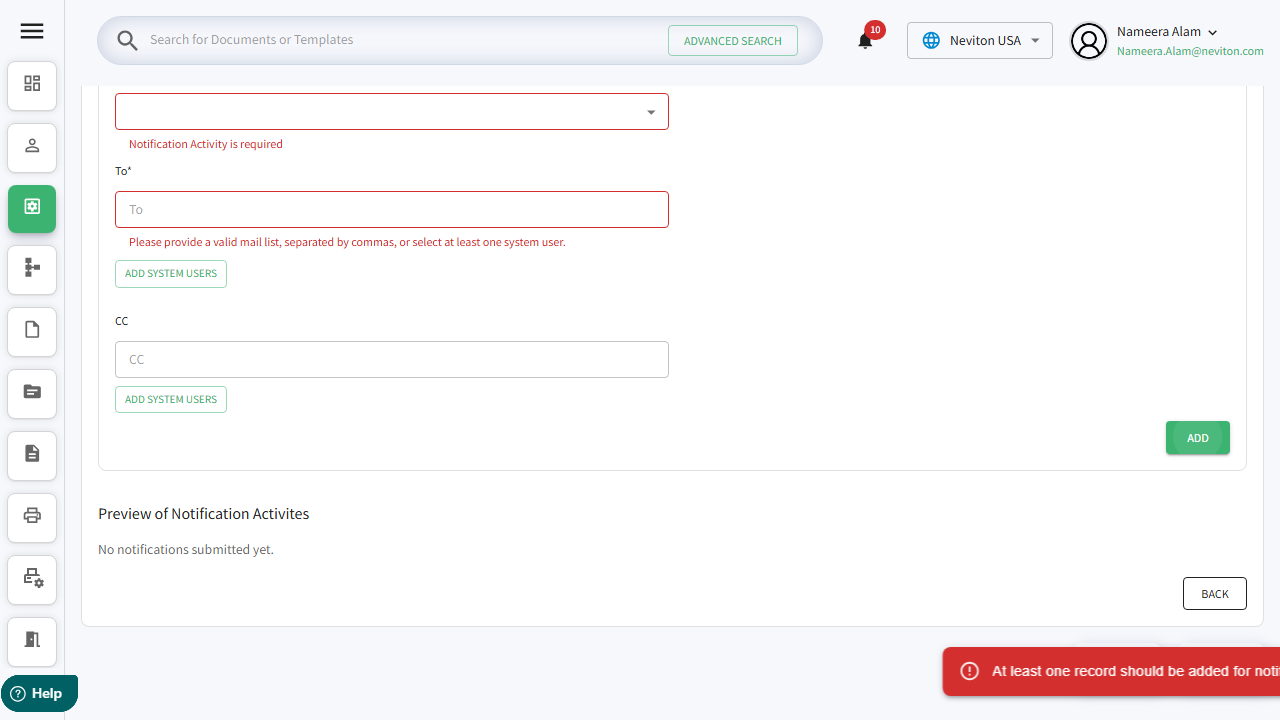 Search for Documents or Templates
ADVANCED SEARCH
10
Neviton USA
Nameera Alam
Nameera.Alam@neviton.com
Notification Activity is required
To*
To
Please provide a valid mail list, separated by commas, or select at least one system user.
ADD SYSTEM USERS
CC
CC
ADD SYSTEM USERS
ADD
Preview of Notification Activites
No notifications submitted yet.
BACK
At least one record should be added for noti
Help